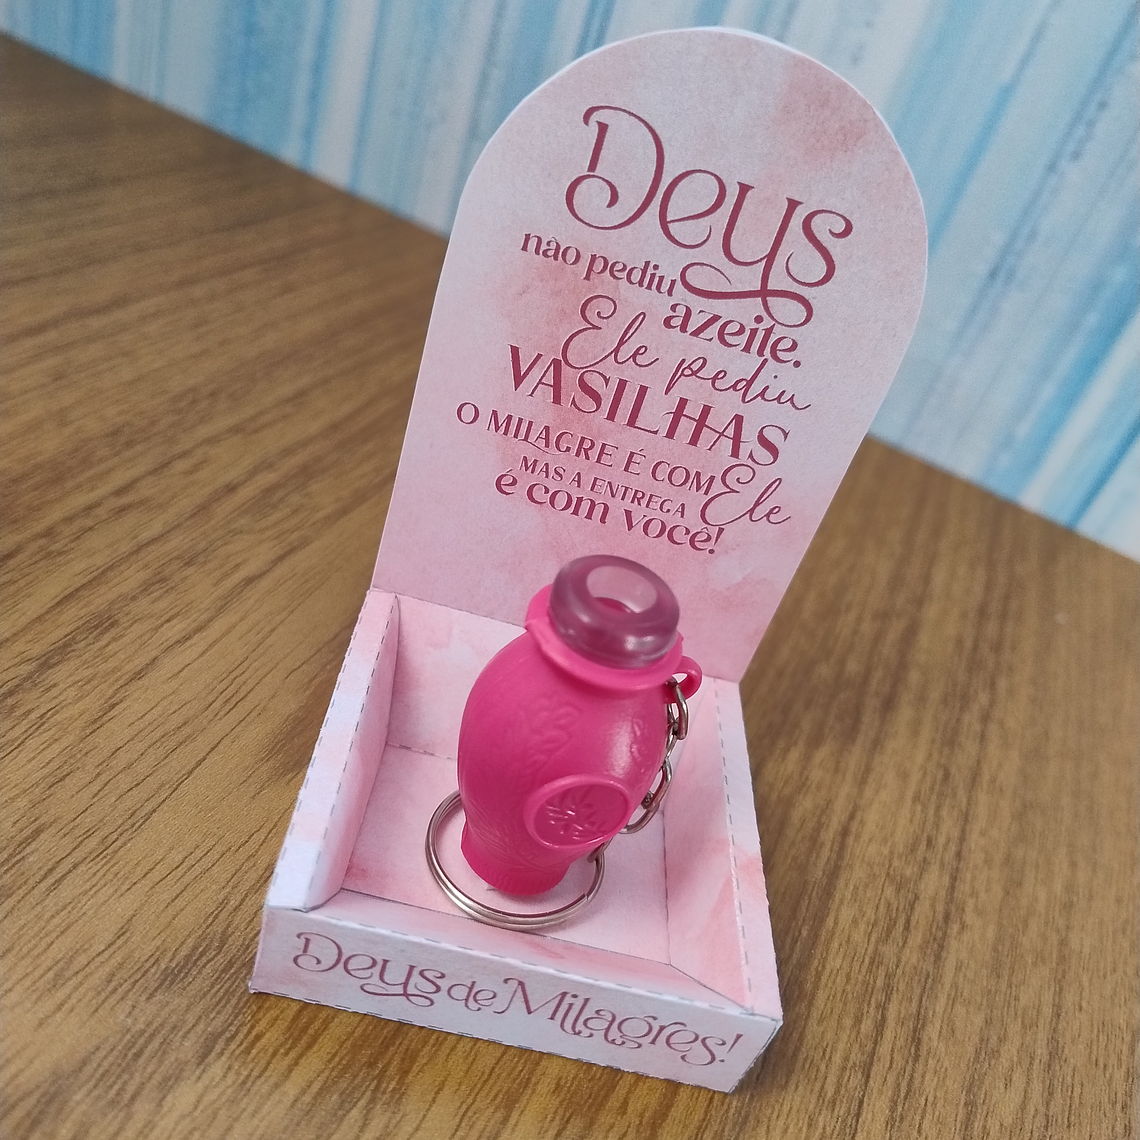 Deus
não pediu
azeite.
Ele pediu
VASILHAS
O MILAGRE É COM Ele
MAS A ENTREGA
é com você!
Deus de Milagres!